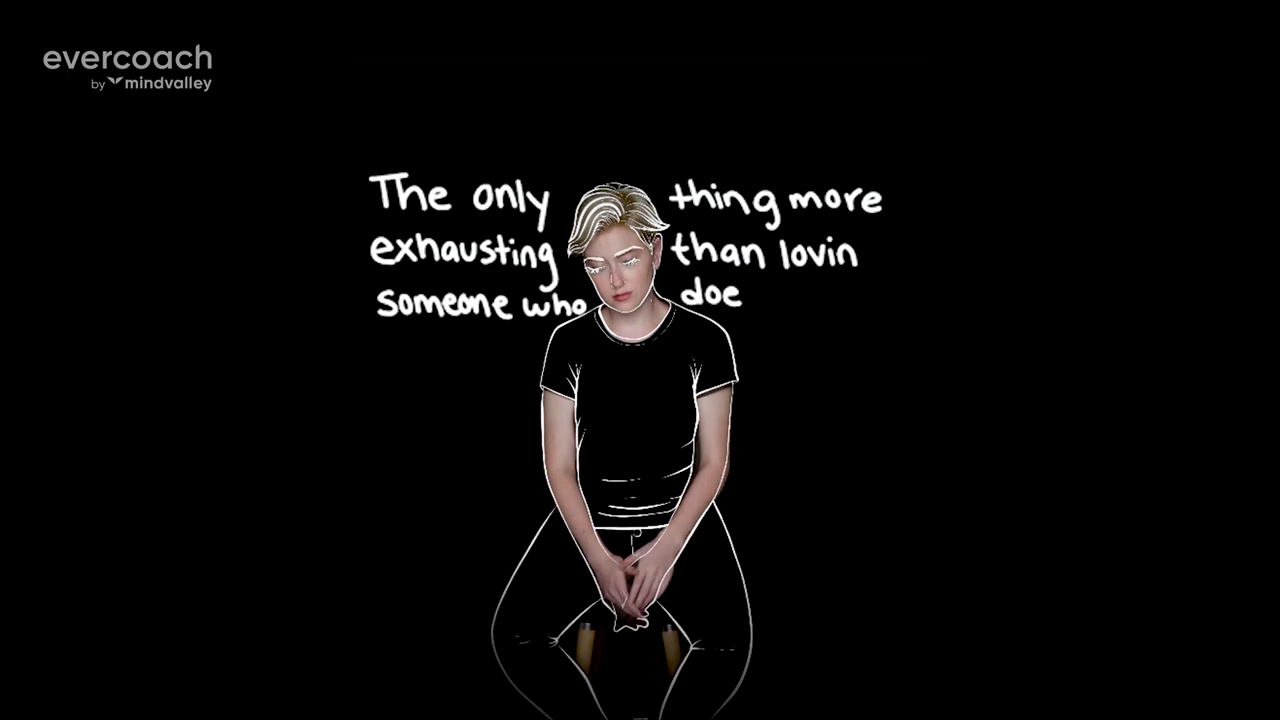 evercoach
by mindvalley
The only thing more
exhausting than lovin
someone who doe